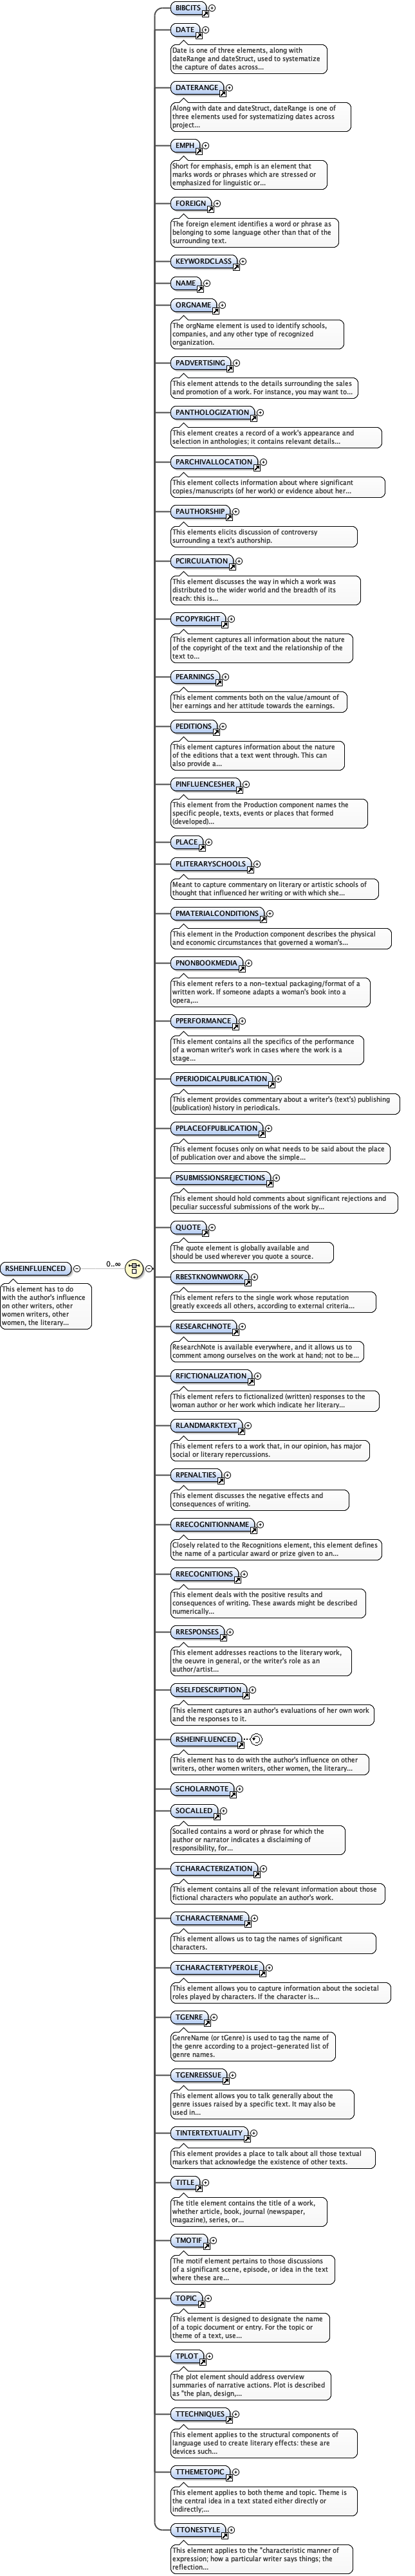 BIBCITS
DATE
Date is one of three elements, along with
dateRange and dateStruct, used to systematize
the capture of dates across...
DATERANGE
Along with date and dateStruct, dateRange is one of
three elements used for systematizing dates across
project...
EMPH
Short for emphasis, emph is an element that
marks words or phrases which are stressed or
emphasized for linguistic or...
FOREIGN
The foreign element identifies a word or phrase as
belonging to some language other than that of the
surrounding text.
KEYWORDCLASS
NAME
ORGNAME
The orgName element is used to identify schools,
companies, and any other type of recognized
organization.
PADVERTISING
This element attends to the details surrounding the sales
and promotion of a work. For instance, you may want to...
PANTHOLOGIZATION
This element creates a record of a work's appearance and
selection in anthologies; it contains relevant details...
PARCHIVALLOCATION
This element collects information about where significant
copies/manuscripts (of her work) or evidence about her...
PAUTHORSHIP
This elements elicits discussion of controversy
surrounding a text's authorship.
PCIRCULATION
This element discusses the way in which a work was
distributed to the wider world and the breadth of its
reach: this is...
PCOPYRIGHT
This element captures all information about the nature
of the copyright of the text and the relationship of the
text to...
PEARNINGS
This element comments both on the value/amount of
her earnings and her attitude towards the earnings.
PEDITIONS
This element captures information about the nature
of the editions that a text went through. This can
also provide a...
PINFLUENCESHER
This element from the Production component names the
specific people, texts, events or places that formed
(developed)...
PLACE
PLITERARYSCHOOLS
Meant to capture commentary on literary or artistic schools of
thought that influenced her writing or with which she...
PMATERIALCONDITIONS
This element in the Production component describes the physical
and economic circumstances that governed a woman's...
PNONBOOKMEDIA
This element refers to a non-textual packaging/format of a
written work. If someone adapts a woman's book into a
opera,...
PPERFORMANCE
This element contains all the specifics of the performance
of a woman writer's work in cases where the work is a
stage...
PPERIODICALPUBLICATION
This element provides commentary about a writer's (text's) publishing
(publication) history in periodicals.
PPLACEOFPUBLICATION
This element focuses only on what needs to be said about the place
of publication over and above the simple...
PSUBMISSIONSREJECTIONS
This element should hold comments about significant rejections and
peculiar successful submissions of the work by...
QUOTE
The quote element is globally available and
should be used wherever you quote a source.
RSHEINFLUENCED
0..∞
This element has to do
with the author's influence
on other writers, other
women writers, other
women, the literary...
RBESTKNOWNWORK
This element refers to the single work whose reputation
greatly exceeds all others, according to external criteria...
RESEARCHNOTE
ResearchNote is available everywhere, and it allows us to
comment among ourselves on the work at hand; not to be...
RFICTIONALIZATION
This element refers to fictionalized (written) responses to the
woman author or her work which indicate her literary...
RLANDMARKTEXT
This element refers to a work that, in our opinion, has major
social or literary repercussions.
RPENALTIES
This element discusses the negative effects and
consequences of writing.
RRECOGNITIONNAME
Closely related to the Recognitions element, this element defines
the name of a particular award or prize given to an...
RRECOGNITIONS
This element deals with the positive results and
consequences of writing. These awards might be described
numerically...
RRESPONSES
This element addresses reactions to the literary work,
the oeuvre in general, or the writer's role as an
author/artist...
RSELFDESCRIPTION
This element captures an author's evaluations of her own work
and the responses to it.
RSHEINFLUENCED
This element has to do with the author's influence on other
writers, other women writers, other women, the literary...
SCHOLARNOTE
SOCALLED
Socalled contains a word or phrase for which the
author or narrator indicates a disclaiming of
responsibility, for...
TCHARACTERIZATION
This element contains all of the relevant information about those
fictional characters who populate an author's work.
TCHARACTERNAME
This element allows us to tag the names of significant
characters.
TCHARACTERTYPEROLE
This element allows you to capture information about the societal
roles played by characters. If the character is...
TGENRE
GenreName (or tGenre) is used to tag the name of
the genre according to a project-generated list of
genre names.
TGENREISSUE
This element allows you to talk generally about the
genre issues raised by a specific text. It may also be
used in...
TINTERTEXTUALITY
This element provides a place to talk about all those textual
markers that acknowledge the existence of other texts.
TITLE
The title element contains the title of a work,
whether article, book, journal (newspaper,
magazine), series, or...
TMOTIF
The motif element pertains to those discussions
of a significant scene, episode, or idea in the text
where these are...
TOPIC
This element is designed to designate the name
of a topic document or entry. For the topic or
theme of a text, use...
TPLOT
The plot element should address overview
summaries of narrative actions. Plot is described
as "the plan, design,...
TTECHNIQUES
This element applies to the structural components of
language used to create literary effects: these are
devices such...
TTHEMETOPIC
This element applies to both theme and topic. Theme is
the central idea in a text stated either directly or
indirectly;...
TTONESTYLE
This element applies to the "characteristic manner of
expression; how a particular writer says things; the
reflection...